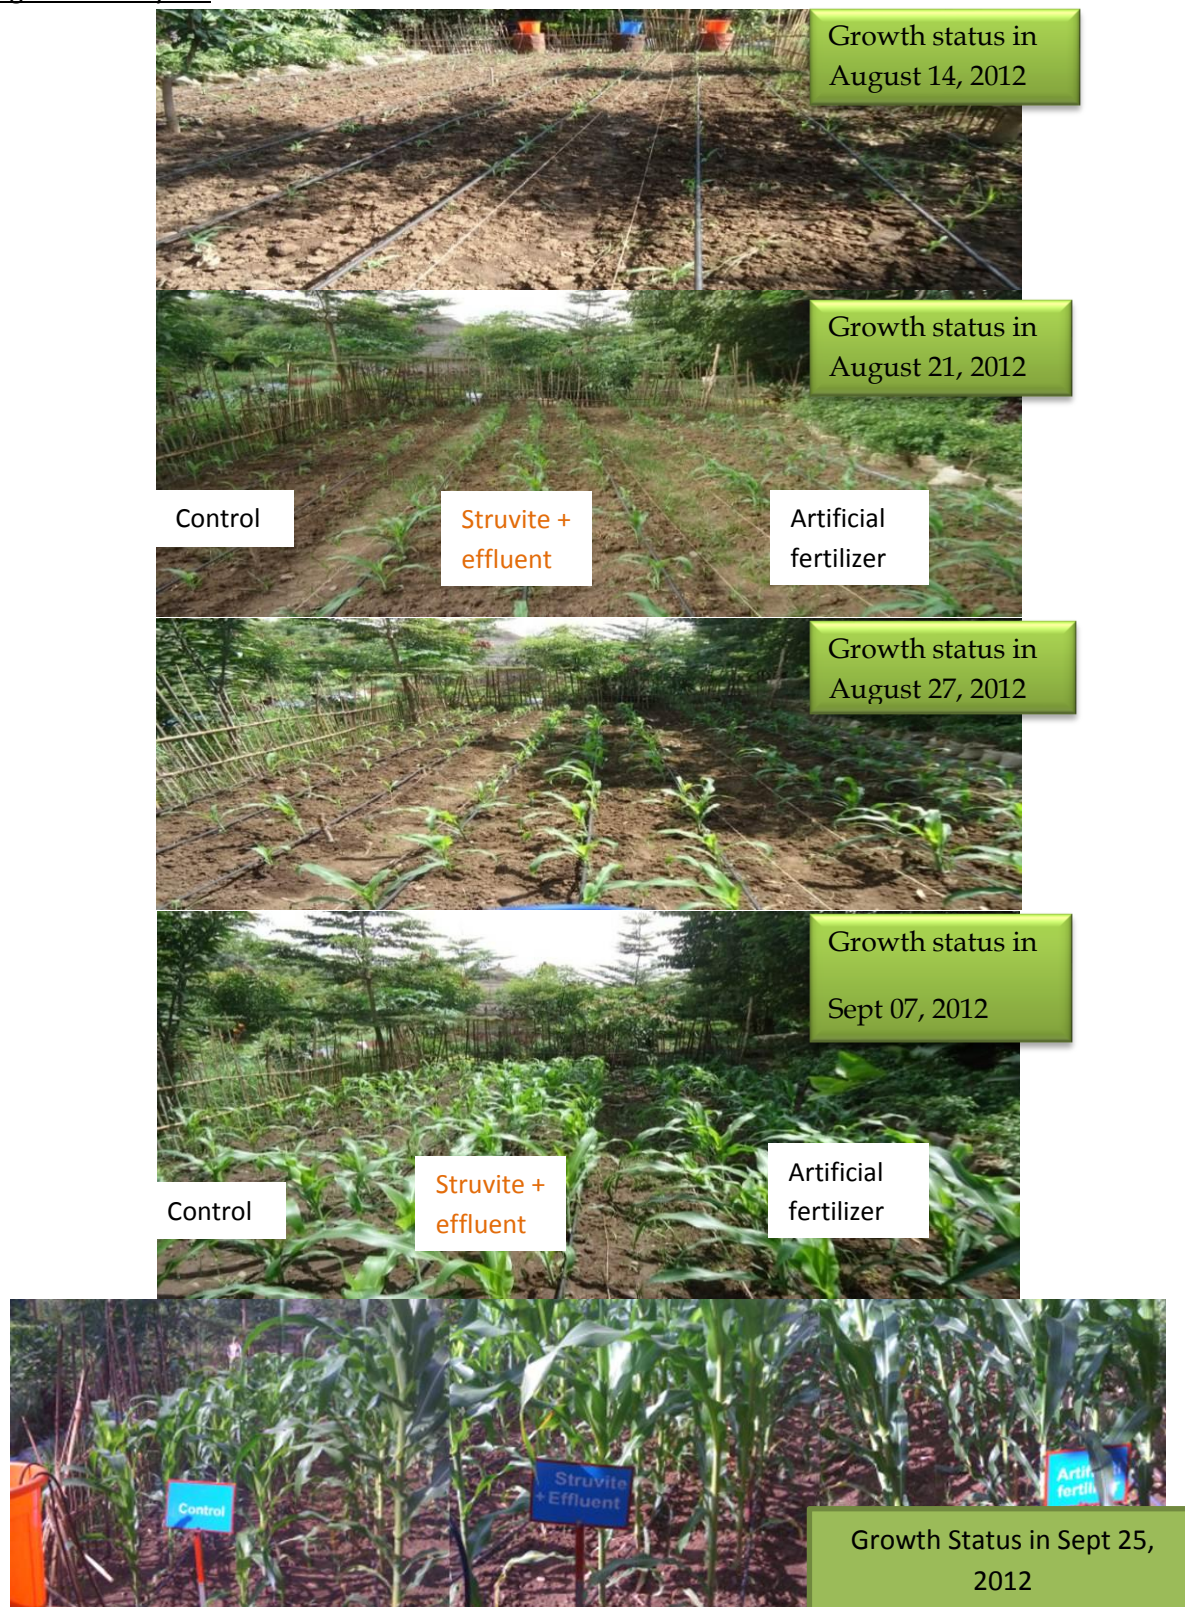 Growth status in
August 14, 2012
Growth status in
August 21, 2012
Control
Struvite +
effluent
Artificial
fertilizer
Growth status in
August 27, 2012
Growth status in
Sept 07, 2012
Control
Struvite +
effluent
Artificial
fertilizer
Control
Struvite
+Effluent
Growth Status in Sept 25,
2012